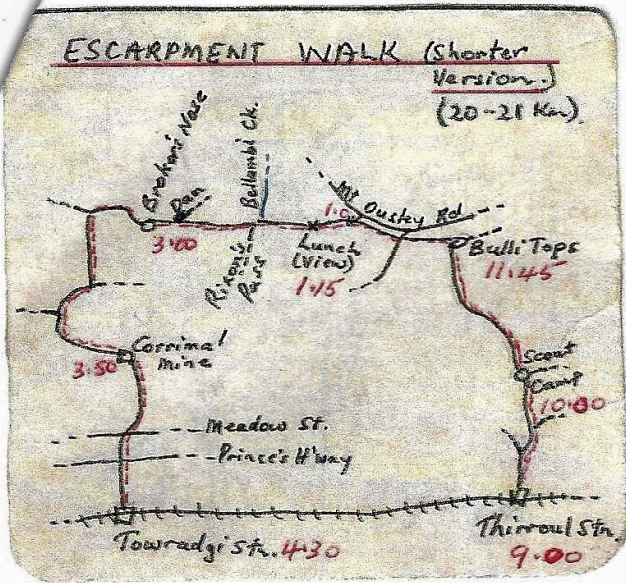 ESCARPMENT WALK (Shorter
Version.)
(20-21 Km)
Brokers Nose
Dam
Bellambi Ck.
Mt Ousley Rd
1.0
3.00
Rixon's
Pass
Lunch
(View)
1.15
Bulli Tops
11.45
Corrimal
Mine
3.50
Scout
Camp
10.00
Meadow St.
Prince's H'way
Towradgi Stn. 4.30
Thirroul Stn.
9.00